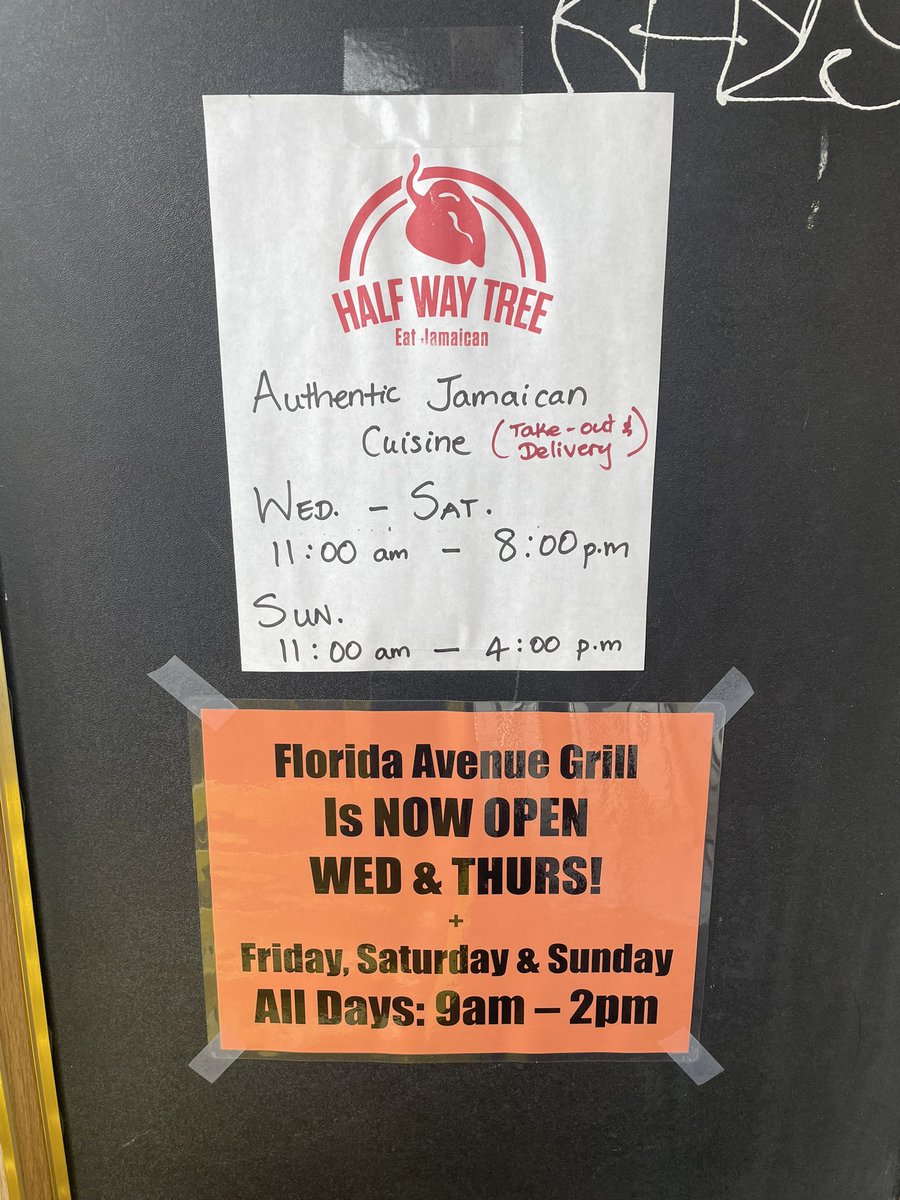 HALF WAY TREE
Eat Jamaican
Authentic Jamaican
Cuisine (Take-out &
Delivery)
WED. - SAT.
11:00 am - 8:00 p.m
SUN.
11:00 am - 4:00 p.m
Florida Avenue Grill
Is NOW OPEN
WED & THURS!
+
Friday, Saturday & Sunday
All Days: 9am – 2pm